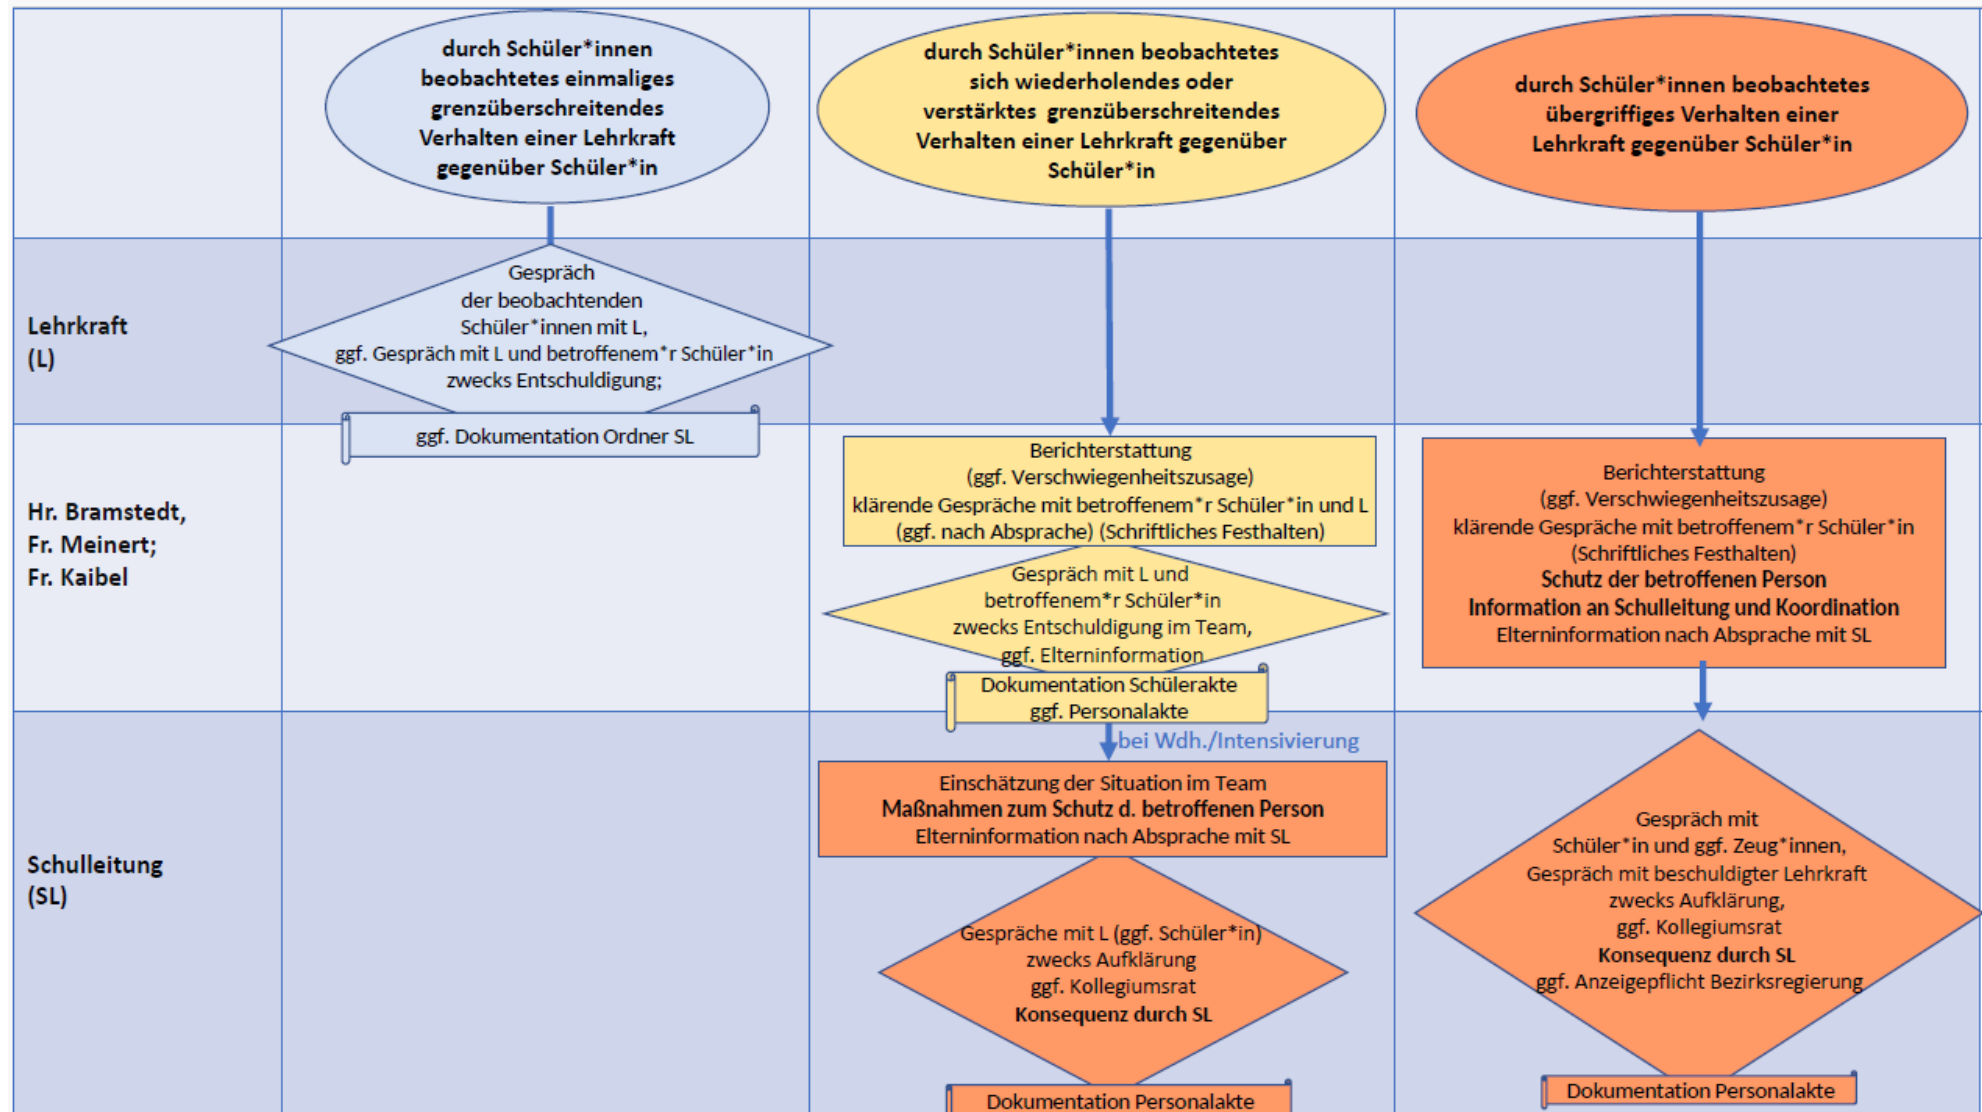 durch Schüler*innen
beobachtetes einmaliges
grenzüberschreitendes
Verhalten einer Lehrkraft
gegenüber Schüler*in
durch Schüler*innen beobachtetes
sich wiederholendes oder
verstärktes grenzüberschreitendes
Verhalten einer Lehrkraft gegenüber
Schüler*in
durch Schüler*innen beobachtetes
übergriffiges Verhalten einer
Lehrkraft gegenüber Schüler*in
Lehrkraft
(L)
Gespräch
der beobachtenden
Schüler*innen mit L,
ggf. Gespräch mit L und betroffenem*r Schüler*in
zwecks Entschuldigung;
ggf. Dokumentation Ordner SL
Hr. Bramstedt,
Fr. Meinert;
Fr. Kaibel
Berichterstattung
(ggf. Verschwiegenheitszusage)
klärende Gespräche mit betroffenem*r Schüler*in und L
(ggf. nach Absprache) (Schriftliches Festhalten)
Gespräch mit L und
betroffenem*r Schüler*in
zwecks Entschuldigung im Team,
ggf. Elterninformation
Dokumentation Schülerakte
ggf. Personalakte
Berichterstattung
(ggf. Verschwiegenheitszusage)
klärende Gespräche mit betroffenem*r Schüler*in
(Schriftliches Festhalten)
Schutz der betroffenen Person
Information an Schulleitung und Koordination
Elterninformation nach Absprache mit SL
Schulleitung
(SL)
bei Wdh./Intensivierung
Einschätzung der Situation im Team
Maßnahmen zum Schutz d. betroffenen Person
Elterninformation nach Absprache mit SL
Gespräche mit L (ggf. Schüler*in)
zwecks Aufklärung
ggf. Kollegiumsrat
Konsequenz durch SL
Dokumentation Personalakte
Gespräch mit
Schüler*in und ggf. Zeug*innen,
Gespräch mit beschuldigter Lehrkraft
zwecks Aufklärung,
ggf. Kollegiumsrat
Konsequenz durch SL
ggf. Anzeigepflicht Bezirksregierung
Dokumentation Personalakte